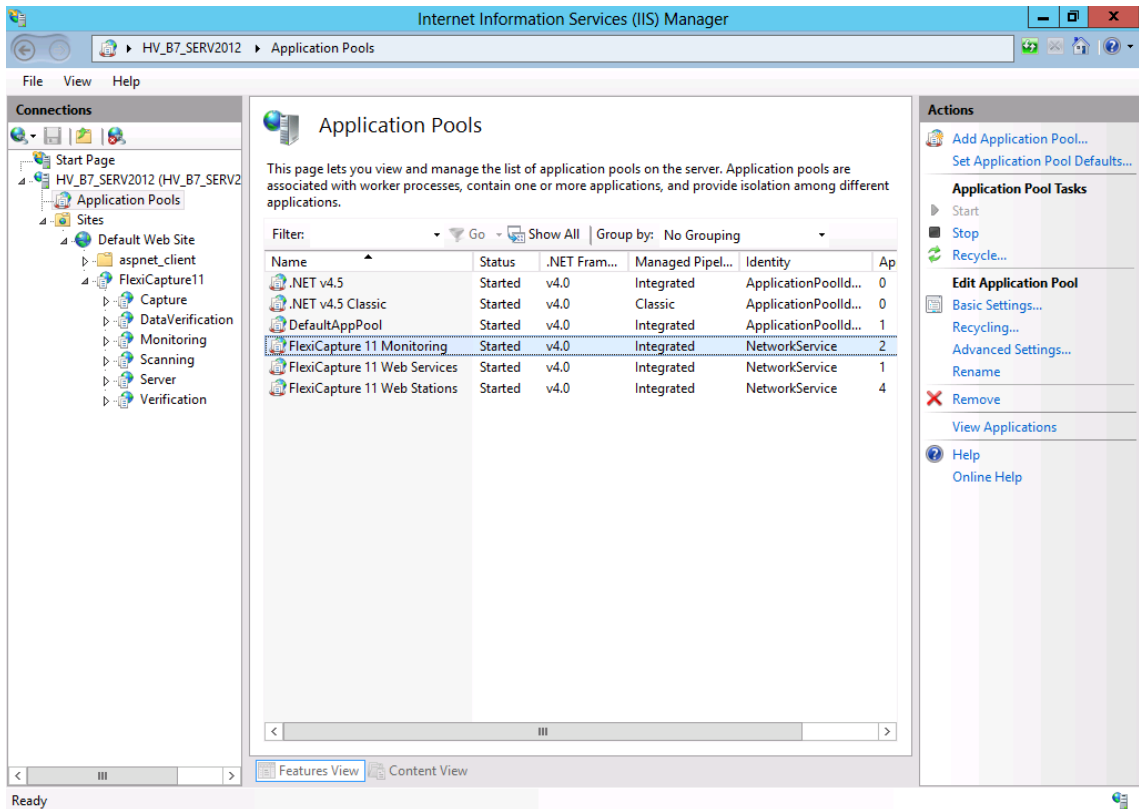 Internet Information Services (IIS) Manager
HV_B7_SERV2012 Application Pools
File View Help
Connections
Start Page
HV_B7_SERV2012 (HV_B7_SERV2
Application Pools
Sites
Default Web Site
aspnet_client
FlexiCapture11
Capture
DataVerification
Monitoring
Scanning
Server
Verification
Application Pools
This page lets you view and manage the list of application pools on the server. Application pools are
associated with worker processes, contain one or more applications, and provide isolation among different
applications.
Filter: Go Show All Group by: No Grouping
Name Status .NET Fram... Managed Pipel... Identity Ap
.NET v4.5 Started v4.0 Integrated ApplicationPoolId... 0
.NET v4.5 Classic Started v4.0 Classic ApplicationPoolId... 0
DefaultAppPool Started v4.0 Integrated ApplicationPoolId... 1
FlexiCapture 11 Monitoring Started v4.0 Integrated NetworkService 2
FlexiCapture 11 Web Services Started v4.0 Integrated NetworkService 1
FlexiCapture 11 Web Stations Started v4.0 Integrated NetworkService 4
Features View Content View
Actions
Add Application Pool...
Set Application Pool Defaults...
Application Pool Tasks
Start
Stop
Recycle...
Edit Application Pool
Basic Settings...
Recycling...
Advanced Settings...
Rename
Remove
View Applications
Help
Online Help
Ready